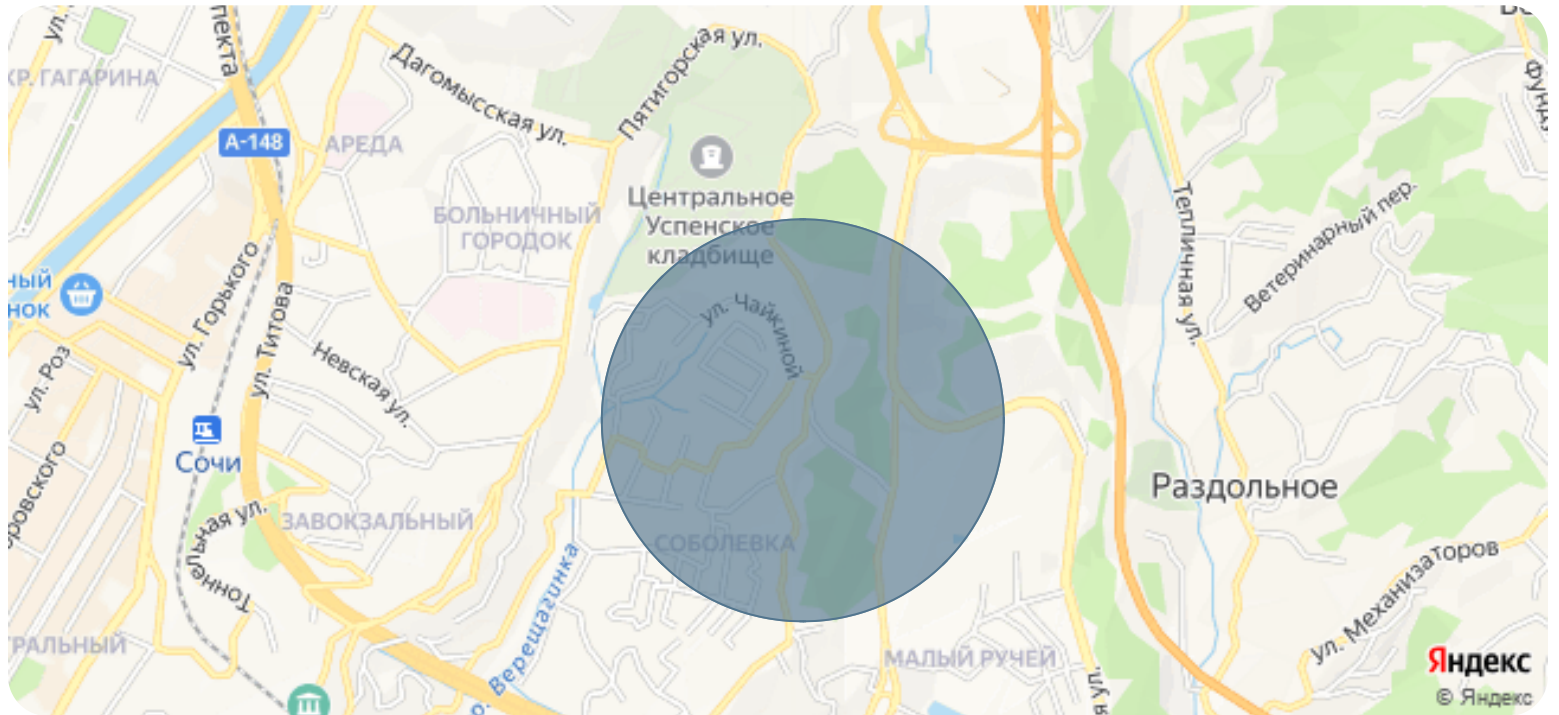 Пятигорская ул.
Дагомысская ул.
КР. ГАГАРИНА
А-148
АРЕДА
Центральное
Успенское
кладбище
БОЛЬНИЧНЫЙ
ГОРОДОК
Тепличная ул.
Ветеринарный пер.
ул. Горького
ул. Титова
ул. Чайкиной
Невская ул.
ул. Роз
Сочи
Раздольное
ЗАВОКЗАЛЬНЫЙ
Тоннельная ул.
СОБОЛЕВКА
ул. Механизаторов
р. Верещагинка
МАЛЫЙ РУЧЕЙ
Яндекс
© Яндекс